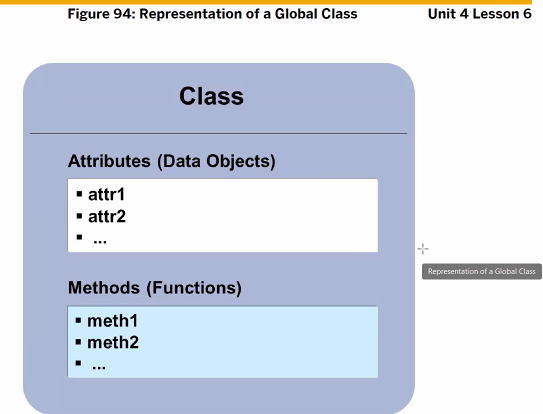 Figure 94: Representation of a Global Class Unit 4 Lesson 6
Class
Attributes (Data Objects)
▪ attr1
▪ attr2
▪ ...
Representation of a Global Class
Methods (Functions)
▪ meth1
▪ meth2
▪ ...